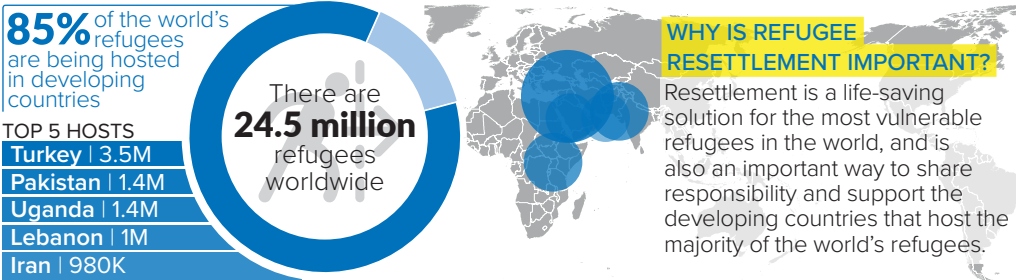 85% of the world's
refugees
are being hosted
in developing
countries
TOP 5 HOSTS
Turkey | 3.5M
Pakistan | 1.4M
Uganda | 1.4M
Lebanon | 1M
Iran | 980K
There are
24.5 million
refugees
worldwide
WHY IS REFUGEE
RESETTLEMENT IMPORTANT?
Resettlement is a life-saving
solution for the most vulnerable
refugees in the world, and is
also an important way to share
responsibility and support the
developing countries that host the
majority of the world's refugees.